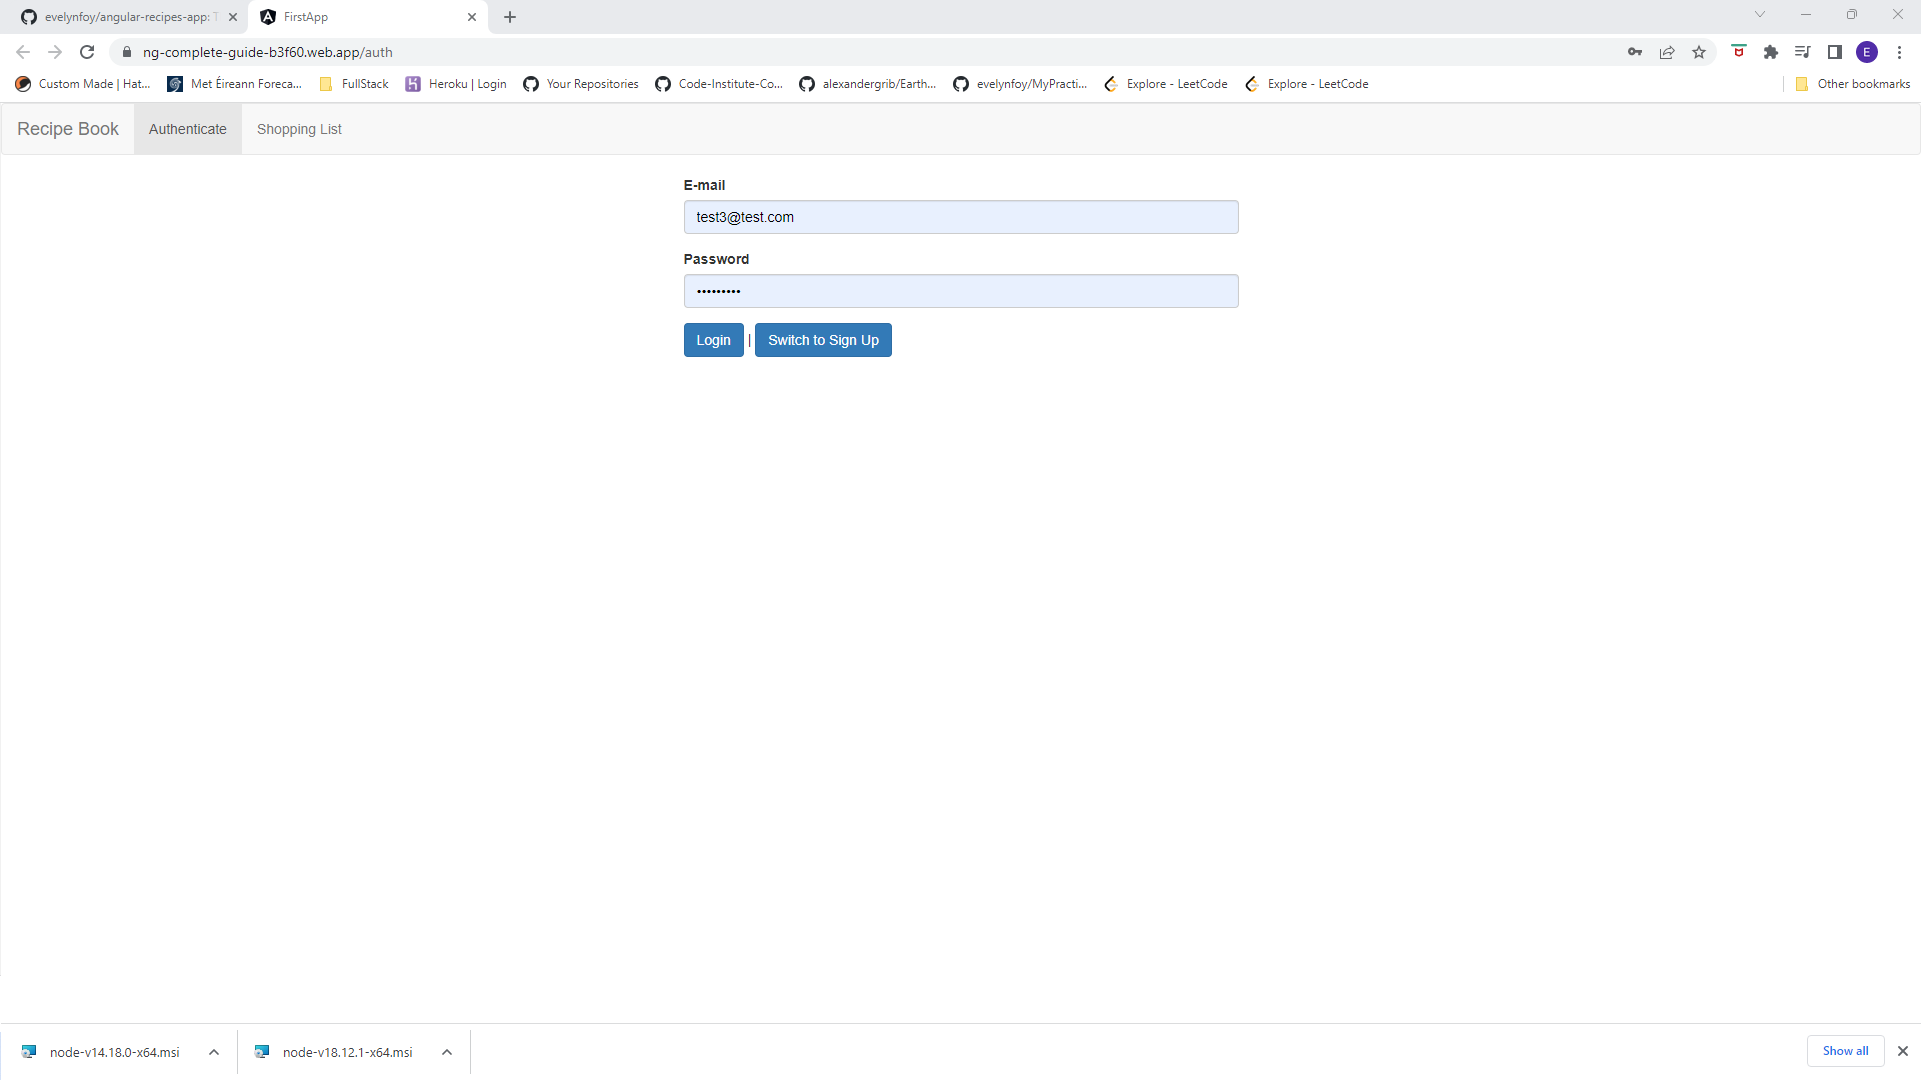 evelynfoy/angular-recipes-app: T
FirstApp
ng-complete-guide-b3f60.web.app/auth
E
Custom Made | Hat...
Met Éireann Foreca...
FullStack
Heroku | Login
Your Repositories
Code-Institute-Co...
alexandergrib/Earth...
evelynfoy/MyPracti...
Explore - LeetCode
Explore - LeetCode
Other bookmarks
Recipe Book
Authenticate
Shopping List
E-mail
test3@test.com
Password
•••••••••
Login | Switch to Sign Up
node-v14.18.0-x64.msi
node-v18.12.1-x64.msi
Show all